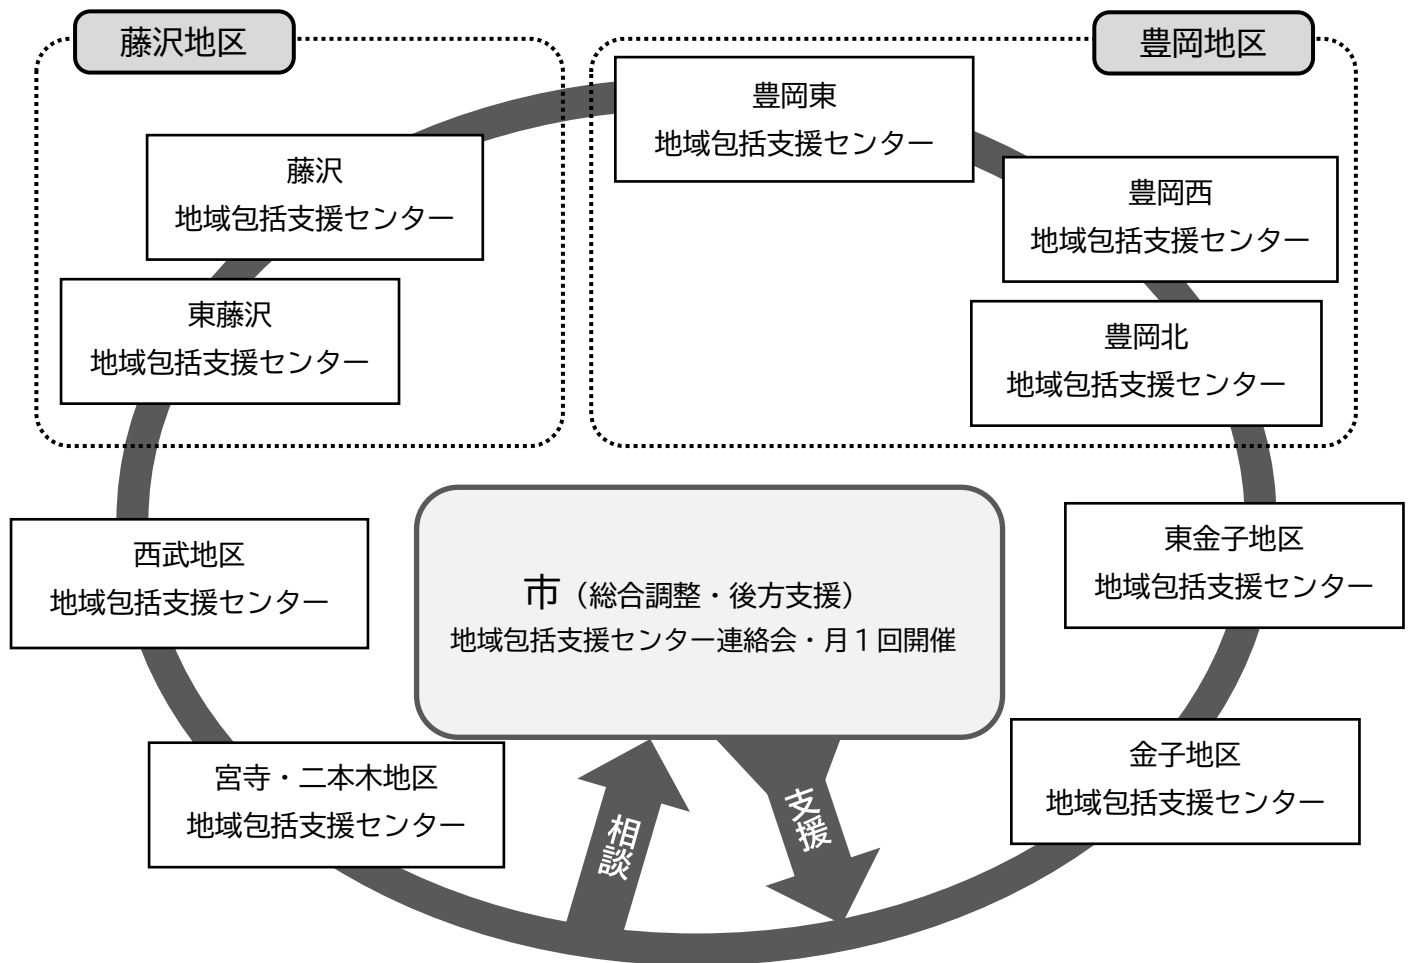 藤沢地区
豊岡地区
豊岡東
地域包括支援センター
藤沢
地域包括支援センター
豊岡西
地域包括支援センター
東藤沢
地域包括支援センター
豊岡北
地域包括支援センター
西武地区
地域包括支援センター
市（総合調整・後方支援）
地域包括支援センター連絡会・月１回開催
東金子地区
地域包括支援センター
宮寺・二本木地区
地域包括支援センター
金子地区
地域包括支援センター
相談
支援